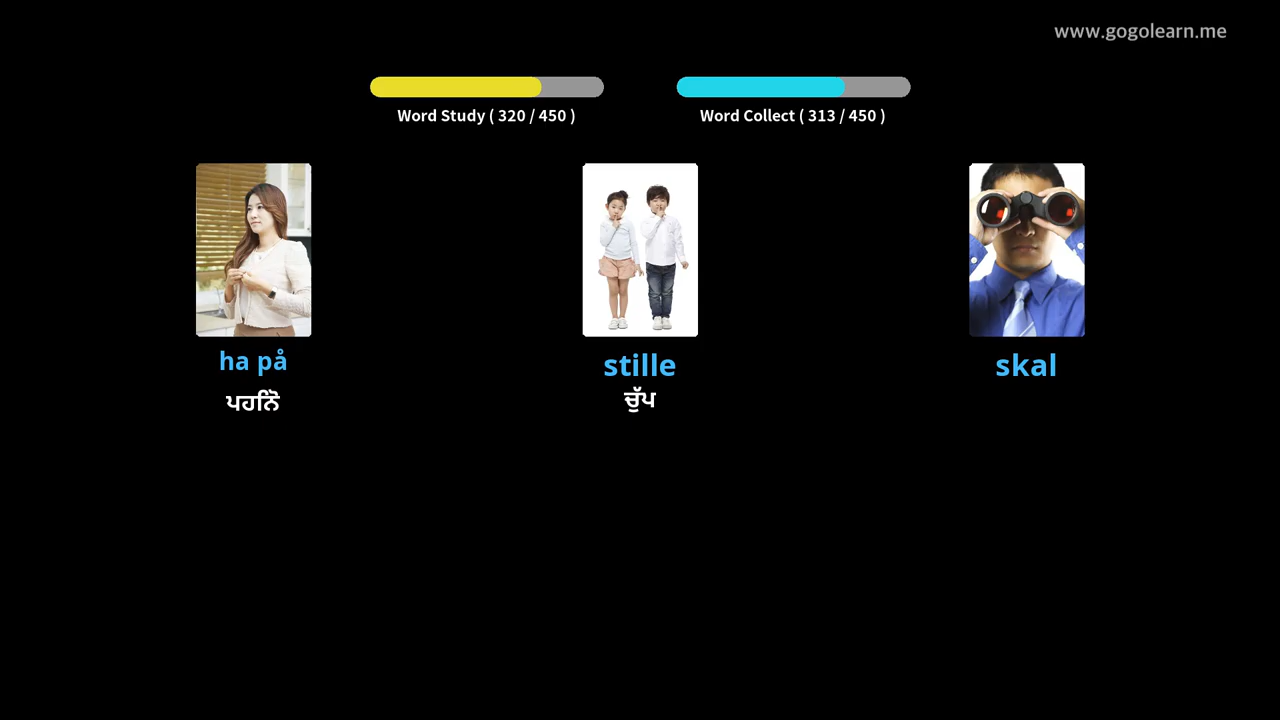 www.gogolearn.me
Word Study ( 320 / 450 )
Word Collect ( 313 / 450 )
ha på
stille
skal
ਪਹਨਿੋ
ਚੁੱਪ